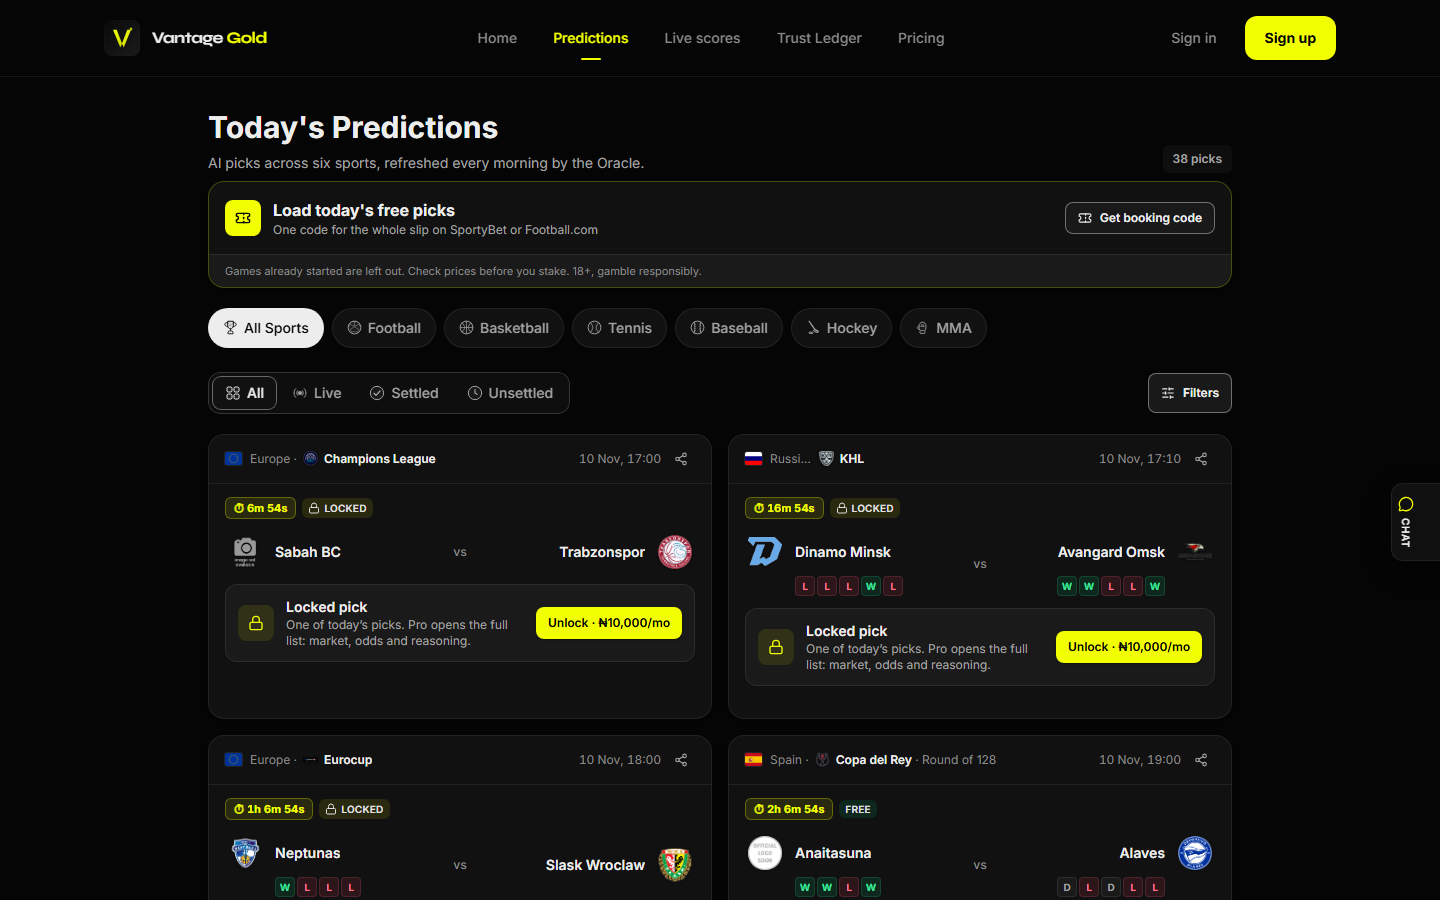 Vantage Gold
Home
Predictions
Live scores
Trust Ledger
Pricing
Sign in
Sign up
Today's Predictions
AI picks across six sports, refreshed every morning by the Oracle.
38 picks
Load today's free picks
One code for the whole slip on SportyBet or Football.com
Get booking code
Games already started are left out. Check prices before you stake. 18+, gamble responsibly.
All Sports
Football
Basketball
Tennis
Baseball
Hockey
MMA
All
Live
Settled
Unsettled
Filters
Europe · Champions League
10 Nov, 17:00
6m 54s
LOCKED
Sabah BC
vs
Trabzonspor
Locked pick
One of today's picks. Pro opens the full
list: market, odds and reasoning.
Unlock · ₦10,000/mo
Russi... KHL
10 Nov, 17:10
16m 54s
LOCKED
Dinamo Minsk
vs
Avangard Omsk
L L L W L
W W L L W
Locked pick
One of today's picks. Pro opens the full
list: market, odds and reasoning.
Unlock · ₦10,000/mo
CHAT
Europe · Eurocup
10 Nov, 18:00
1h 6m 54s
LOCKED
Neptunas
vs
Slask Wroclaw
W L L L
Spain · Copa del Rey · Round of 128
10 Nov, 19:00
2h 6m 54s
FREE
OFFICIAL
LOGO
SOON
Anaitasuna
vs
Alaves
W W L W
D L D L L